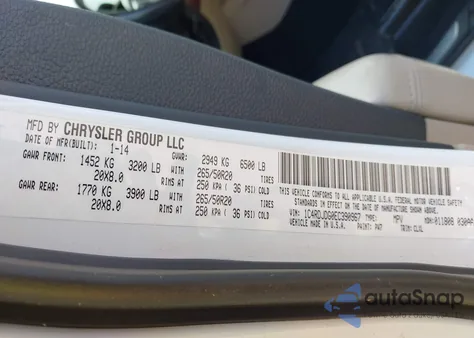 MFD BY CHRYSLER GROUP LLC
DATE OF MFR(BUILT): 1-14 GVWR: 2949 KG 6500 LB
GAWR FRONT: 1452 KG 3200 LB 265/50R20 TIRES
20X8.0 RIMS AT 250 KPA ( 36 PSI) COLD
GAWR REAR: 1770 KG 3900 LB 265/50R20 TIRES
20X8.0 RIMS AT 250 KPA ( 36 PSI) COLD
THIS VEHICLE CONFORMS TO ALL APPLICABLE U.S.A. FEDERAL MOTOR VEHICLE SAFETY
STANDARDS IN EFFECT ON THE DATE OF MANUFACTURE SHOWN ABOVE.
VIN: TYPE: MPV MDH: 011808
VEHICLE MADE IN U.S.A. PAINT: PW7 TRIM:
autoSnap